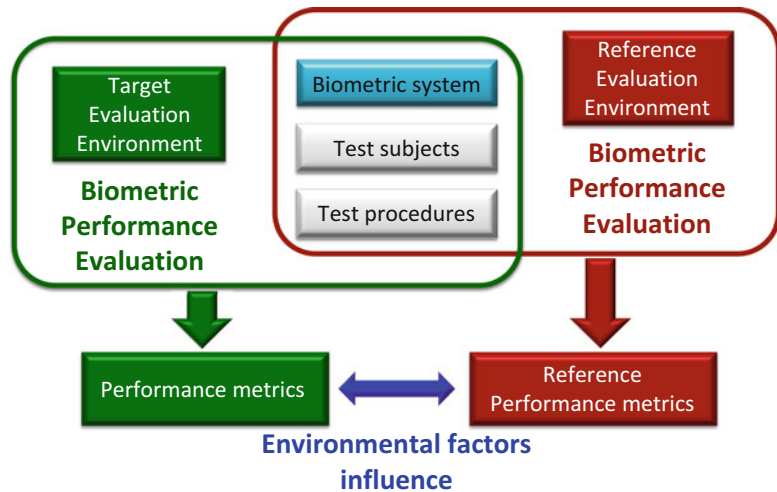 Target
Evaluation
Environment
Biometric
Performance
Evaluation
Biometric system
Test subjects
Test procedures
Reference
Evaluation
Environment
Biometric
Performance
Evaluation
Performance metrics
Reference
Performance metrics
Environmental factors
influence